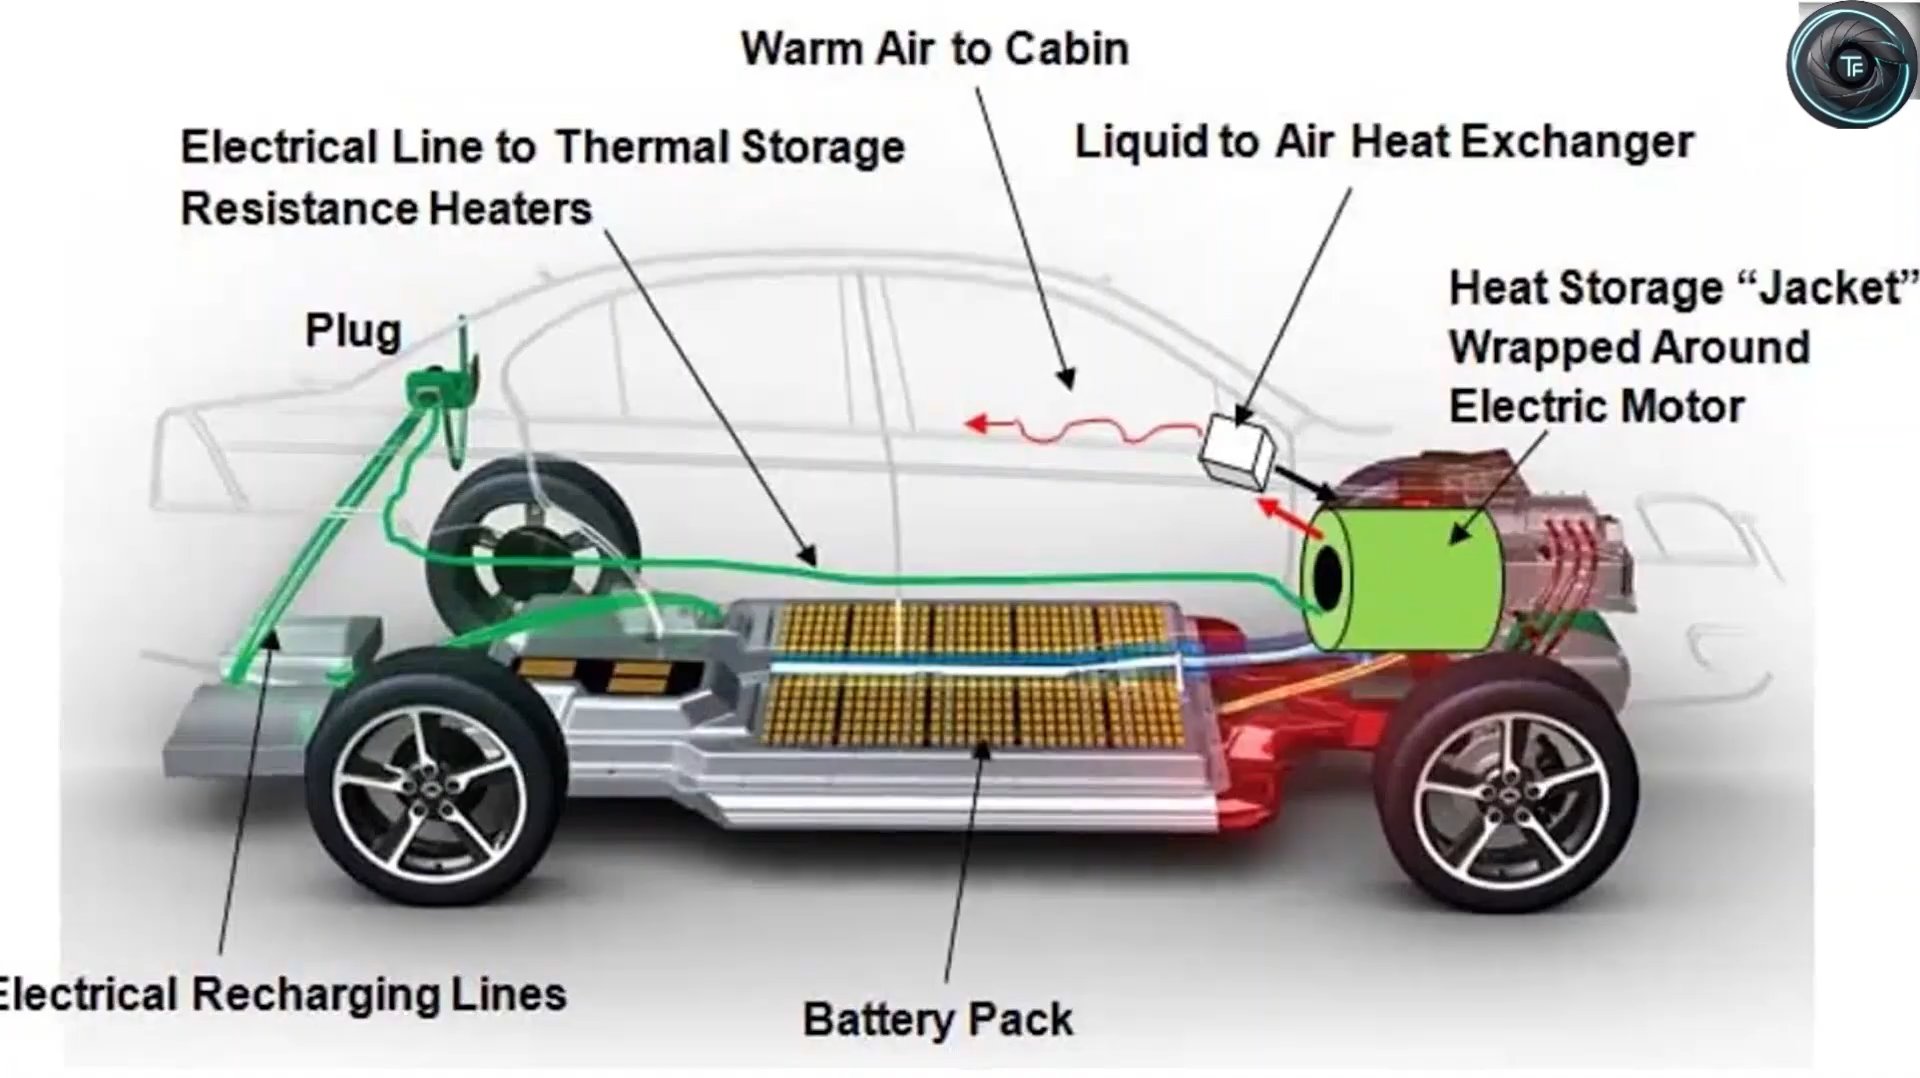 Warm Air to Cabin
TF
Electrical Line to Thermal Storage
Resistance Heaters
Liquid to Air Heat Exchanger
Heat Storage “Jacket”
Wrapped Around
Electric Motor
Plug
Electrical Recharging Lines
Battery Pack